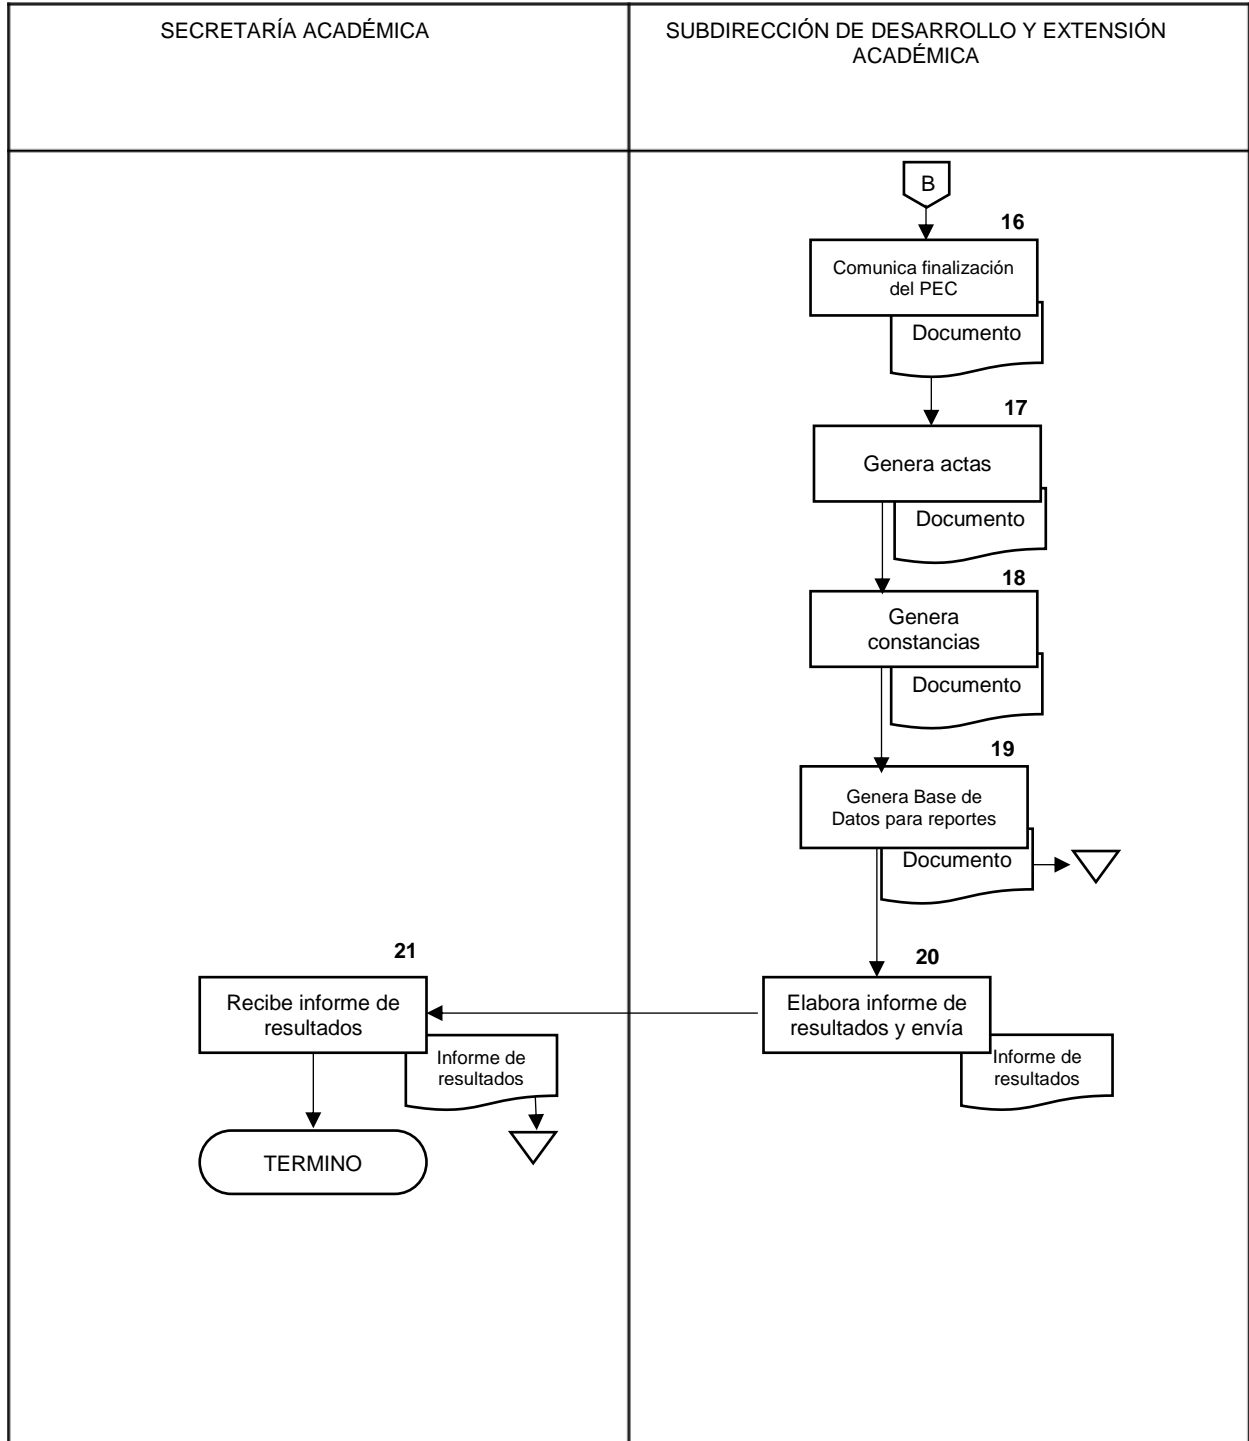 SECRETARÍA ACADÉMICA
SUBDIRECCIÓN DE DESARROLLO Y EXTENSIÓN
ACADÉMICA
B
16
Comunica finalización
del PEC
Documento
17
Genera actas
Documento
18
Genera
constancias
Documento
19
Genera Base de
Datos para reportes
Documento
20
Elabora informe de
resultados y envía
Informe de
resultados
21
Recibe informe de
resultados
Informe de
resultados
TERMINO